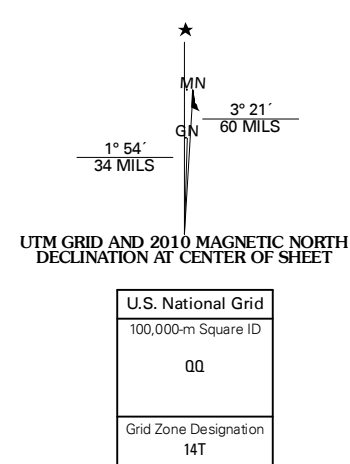 MN
3° 21´
60 MILS
GN
1° 54´
34 MILS
UTM GRID AND 2010 MAGNETIC NORTH
DECLINATION AT CENTER OF SHEET
U.S. National Grid
100,000-m Square ID
QQ
Grid Zone Designation
14T